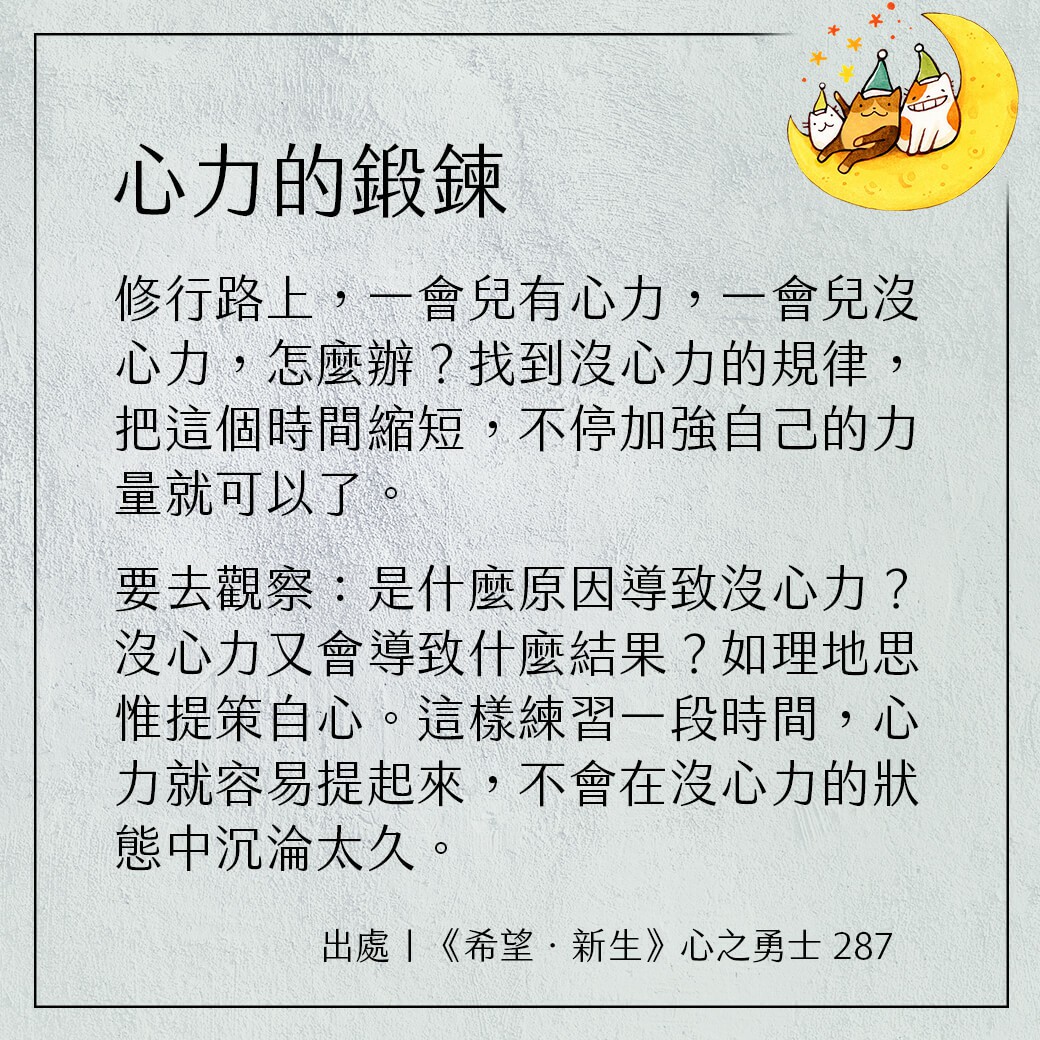 心力的鍛鍊
修行路上，一會兒有心力，一會兒沒
心力，怎麼辦？找到沒心力的規律，
把這個時間縮短，不停加強自己的力
量就可以了。
要去觀察：是什麼原因導致沒心力？
沒心力又會導致什麼結果？如理地思
惟提策自心。這樣練習一段時間，心
力就容易提起來，不會在沒心力的狀
態中沉淪太久。
出處｜《希望．新生》心之勇士 287